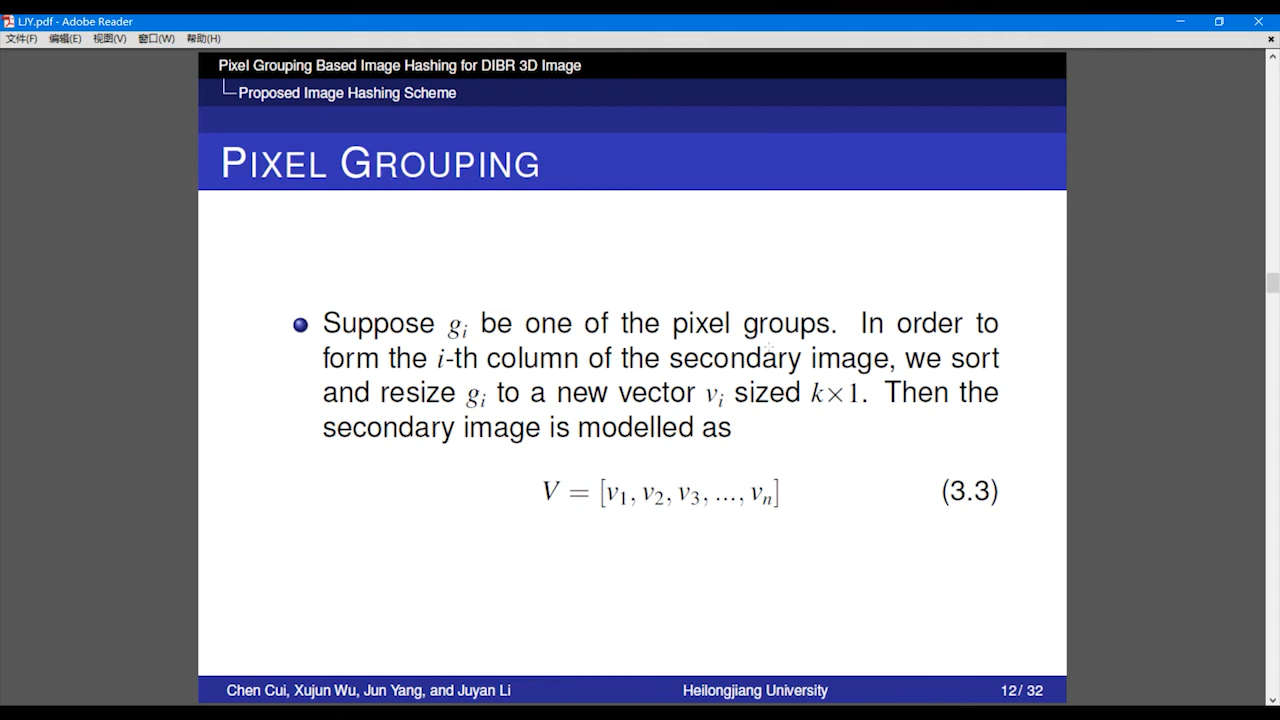 LJY.pdf - Adobe Reader
文件(F) 编辑(E) 视图(V) 窗口(W) 帮助(H)
Pixel Grouping Based Image Hashing for DIBR 3D Image
Proposed Image Hashing Scheme
PIXEL GROUPING
Suppose gᵢ be one of the pixel groups. In order to
form the i-th column of the secondary image, we sort
and resize gᵢ to a new vector vᵢ sized k×1. Then the
secondary image is modelled as
V = [v₁, v₂, v₃, ..., vₙ] (3.3)
Chen Cui, Xujun Wu, Jun Yang, and Juyan Li Heilongjiang University 12/ 32